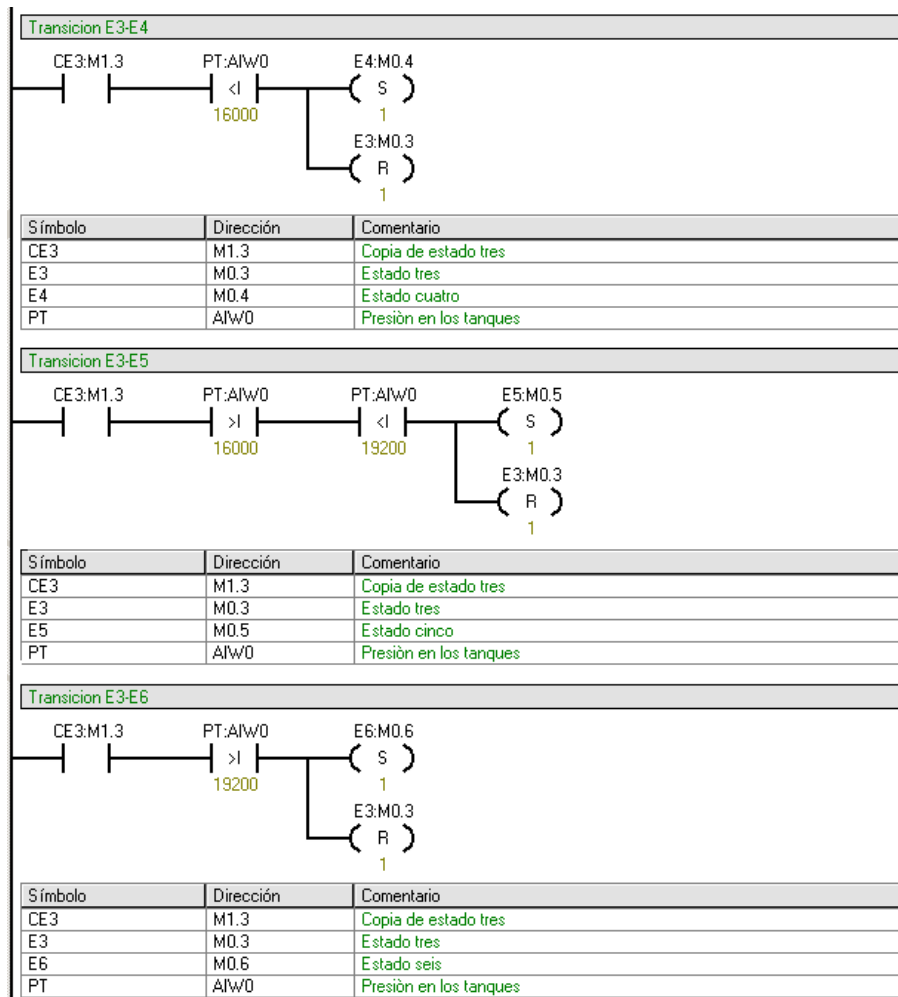 Transicion E3-E4
CE3:M1.3 PT:AIW0 E4:M0.4
<I S
16000 1
E3:M0.3
R
1
Símbolo Dirección Comentario
CE3 M1.3 Copia de estado tres
E3 M0.3 Estado tres
E4 M0.4 Estado cuatro
PT AIW0 Presiòn en los tanques
Transicion E3-E5
CE3:M1.3 PT:AIW0 PT:AIW0 E5:M0.5
>I <I S
16000 19200 1
E3:M0.3
R
1
Símbolo Dirección Comentario
CE3 M1.3 Copia de estado tres
E3 M0.3 Estado tres
E5 M0.5 Estado cinco
PT AIW0 Presiòn en los tanques
Transicion E3-E6
CE3:M1.3 PT:AIW0 E6:M0.6
>I S
19200 1
E3:M0.3
R
1
Símbolo Dirección Comentario
CE3 M1.3 Copia de estado tres
E3 M0.3 Estado tres
E6 M0.6 Estado seis
PT AIW0 Presiòn en los tanques